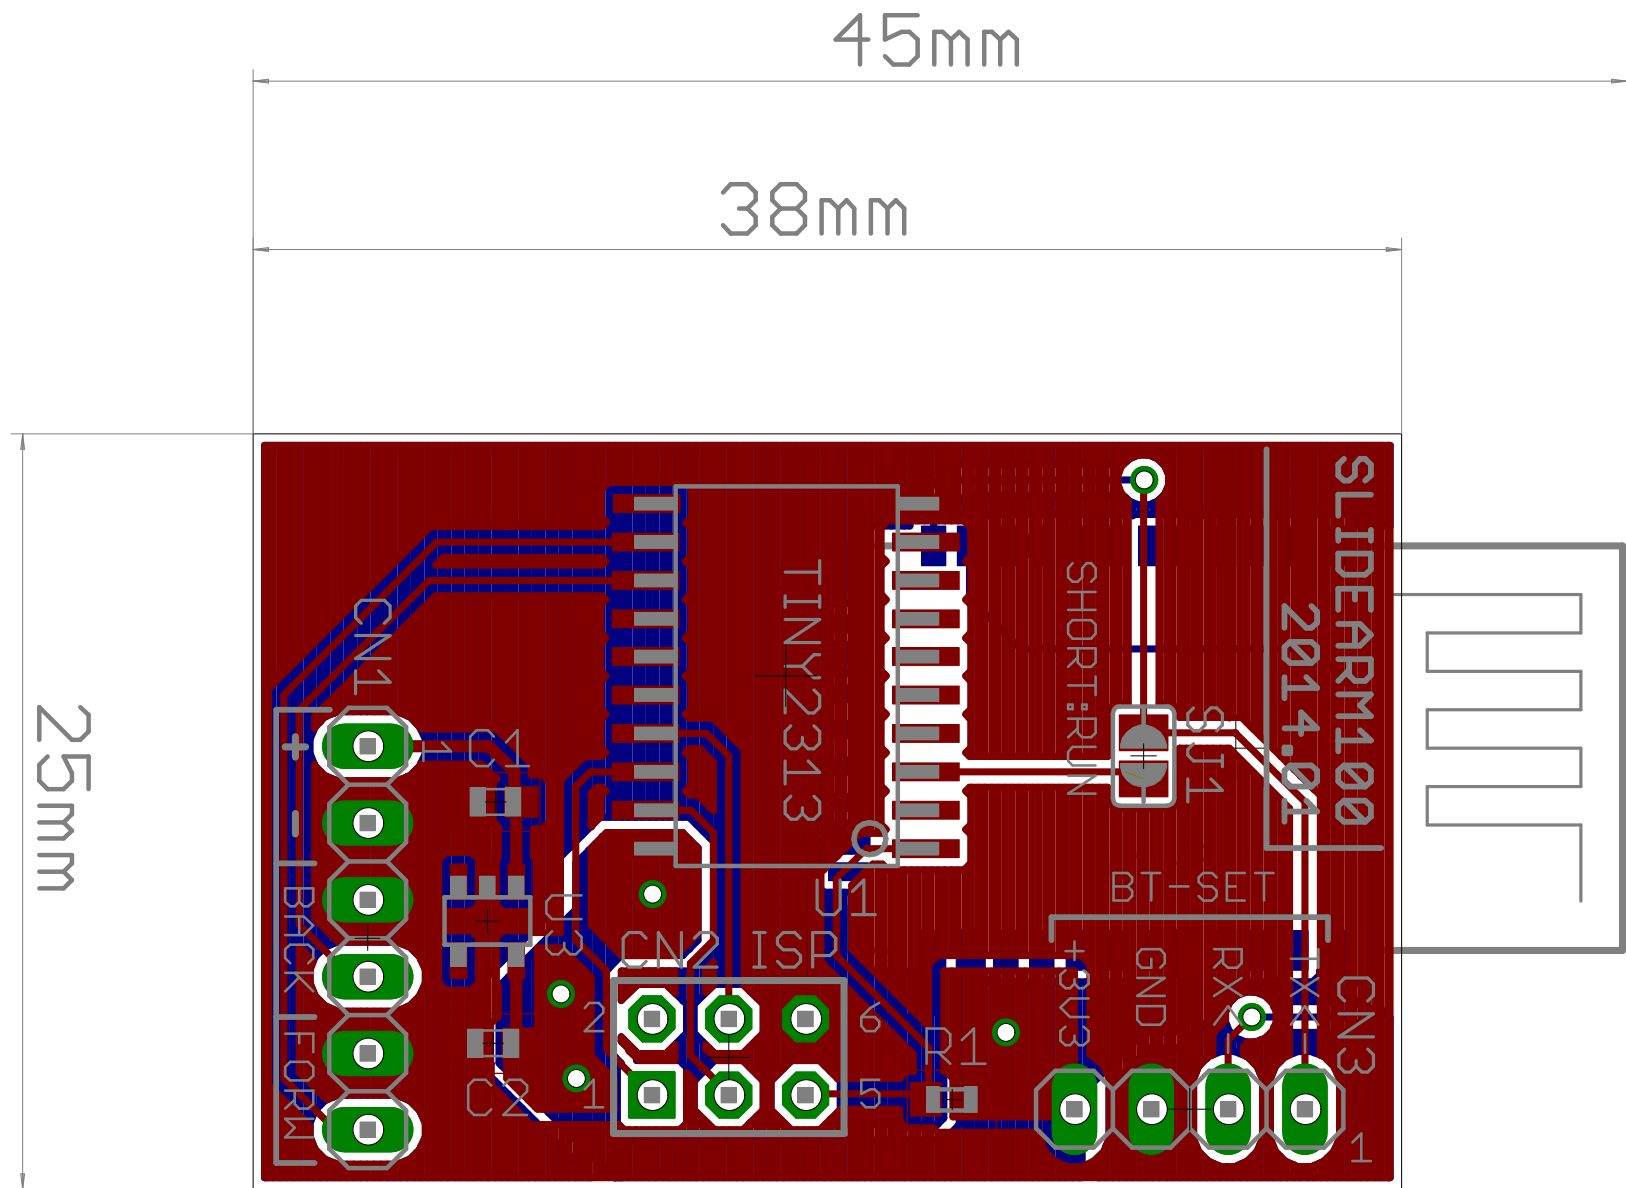 45mm
38mm
25mm
SLIDEARM100
2014.01
TINY2313
SHORT:RUN
SJ1
CN1
1
C1
+
-
BACK
FORW
U3
U1
CN2 ISP
2
6
1
5
C2
R1
BT-SET
+3V3
GND
RX<
TX<
CN3
1